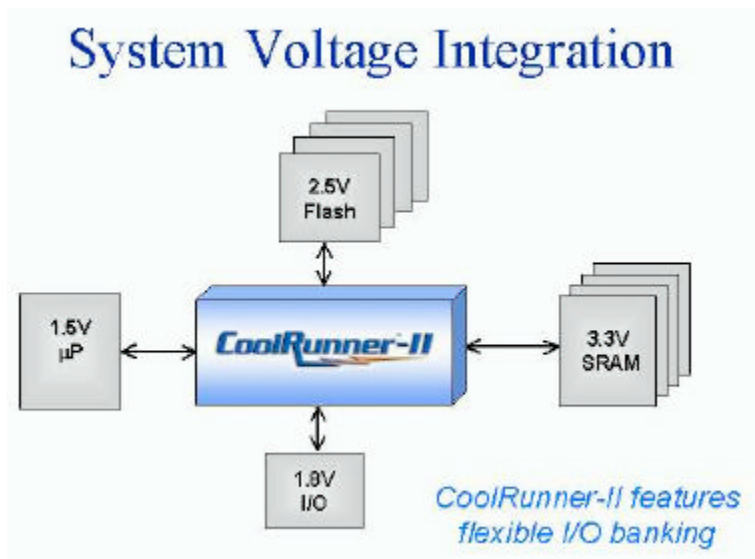 System Voltage Integration
2.5V
Flash
1.5V
µP
CoolRunner-II
3.3V
SRAM
1.8V
I/O
CoolRunner-II features
flexible I/O banking